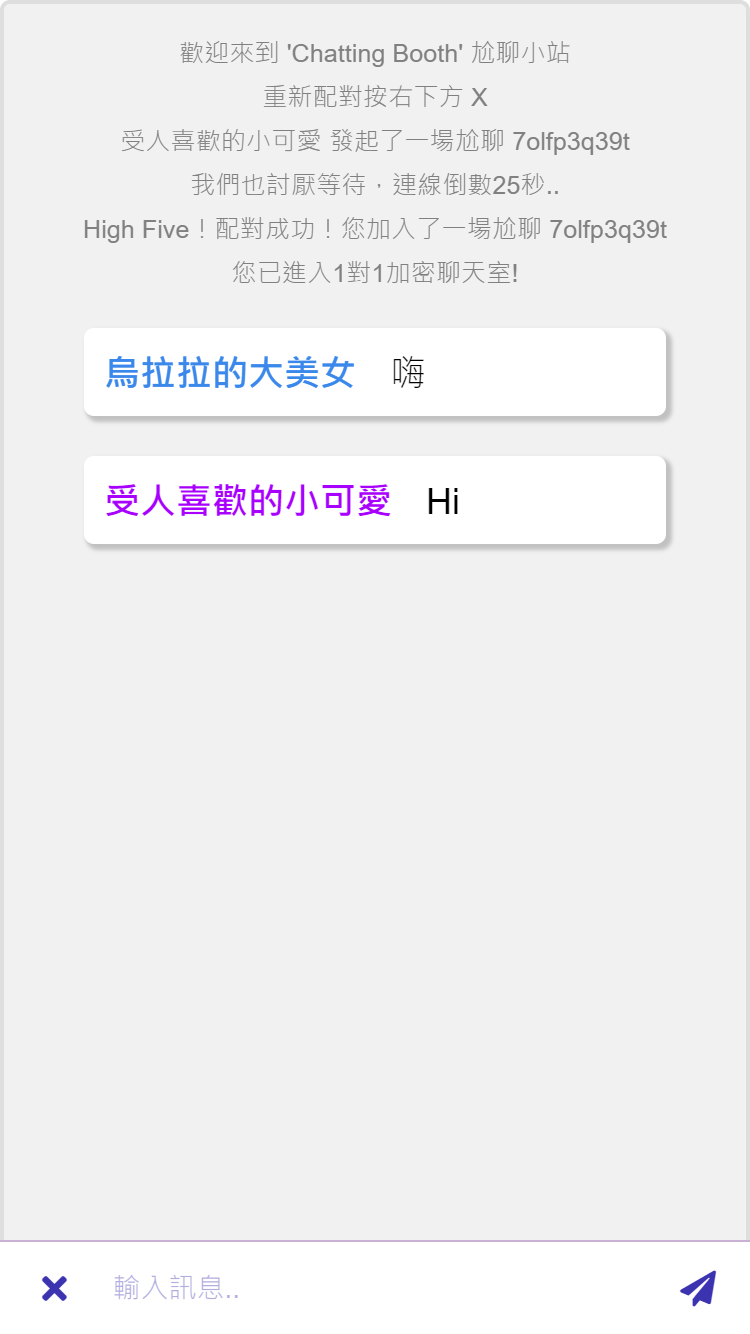 歡迎來到 'Chatting Booth' 尬聊小站
重新配對按右下方 X
受人喜歡的小可愛 發起了一場尬聊 7olfp3q39t
我們也討厭等待，連線倒數25秒..
High Five！配對成功！您加入了一場尬聊 7olfp3q39t
您已進入1對1加密聊天室!
烏拉拉的大美女 嗨
受人喜歡的小可愛 Hi
輸入訊息..